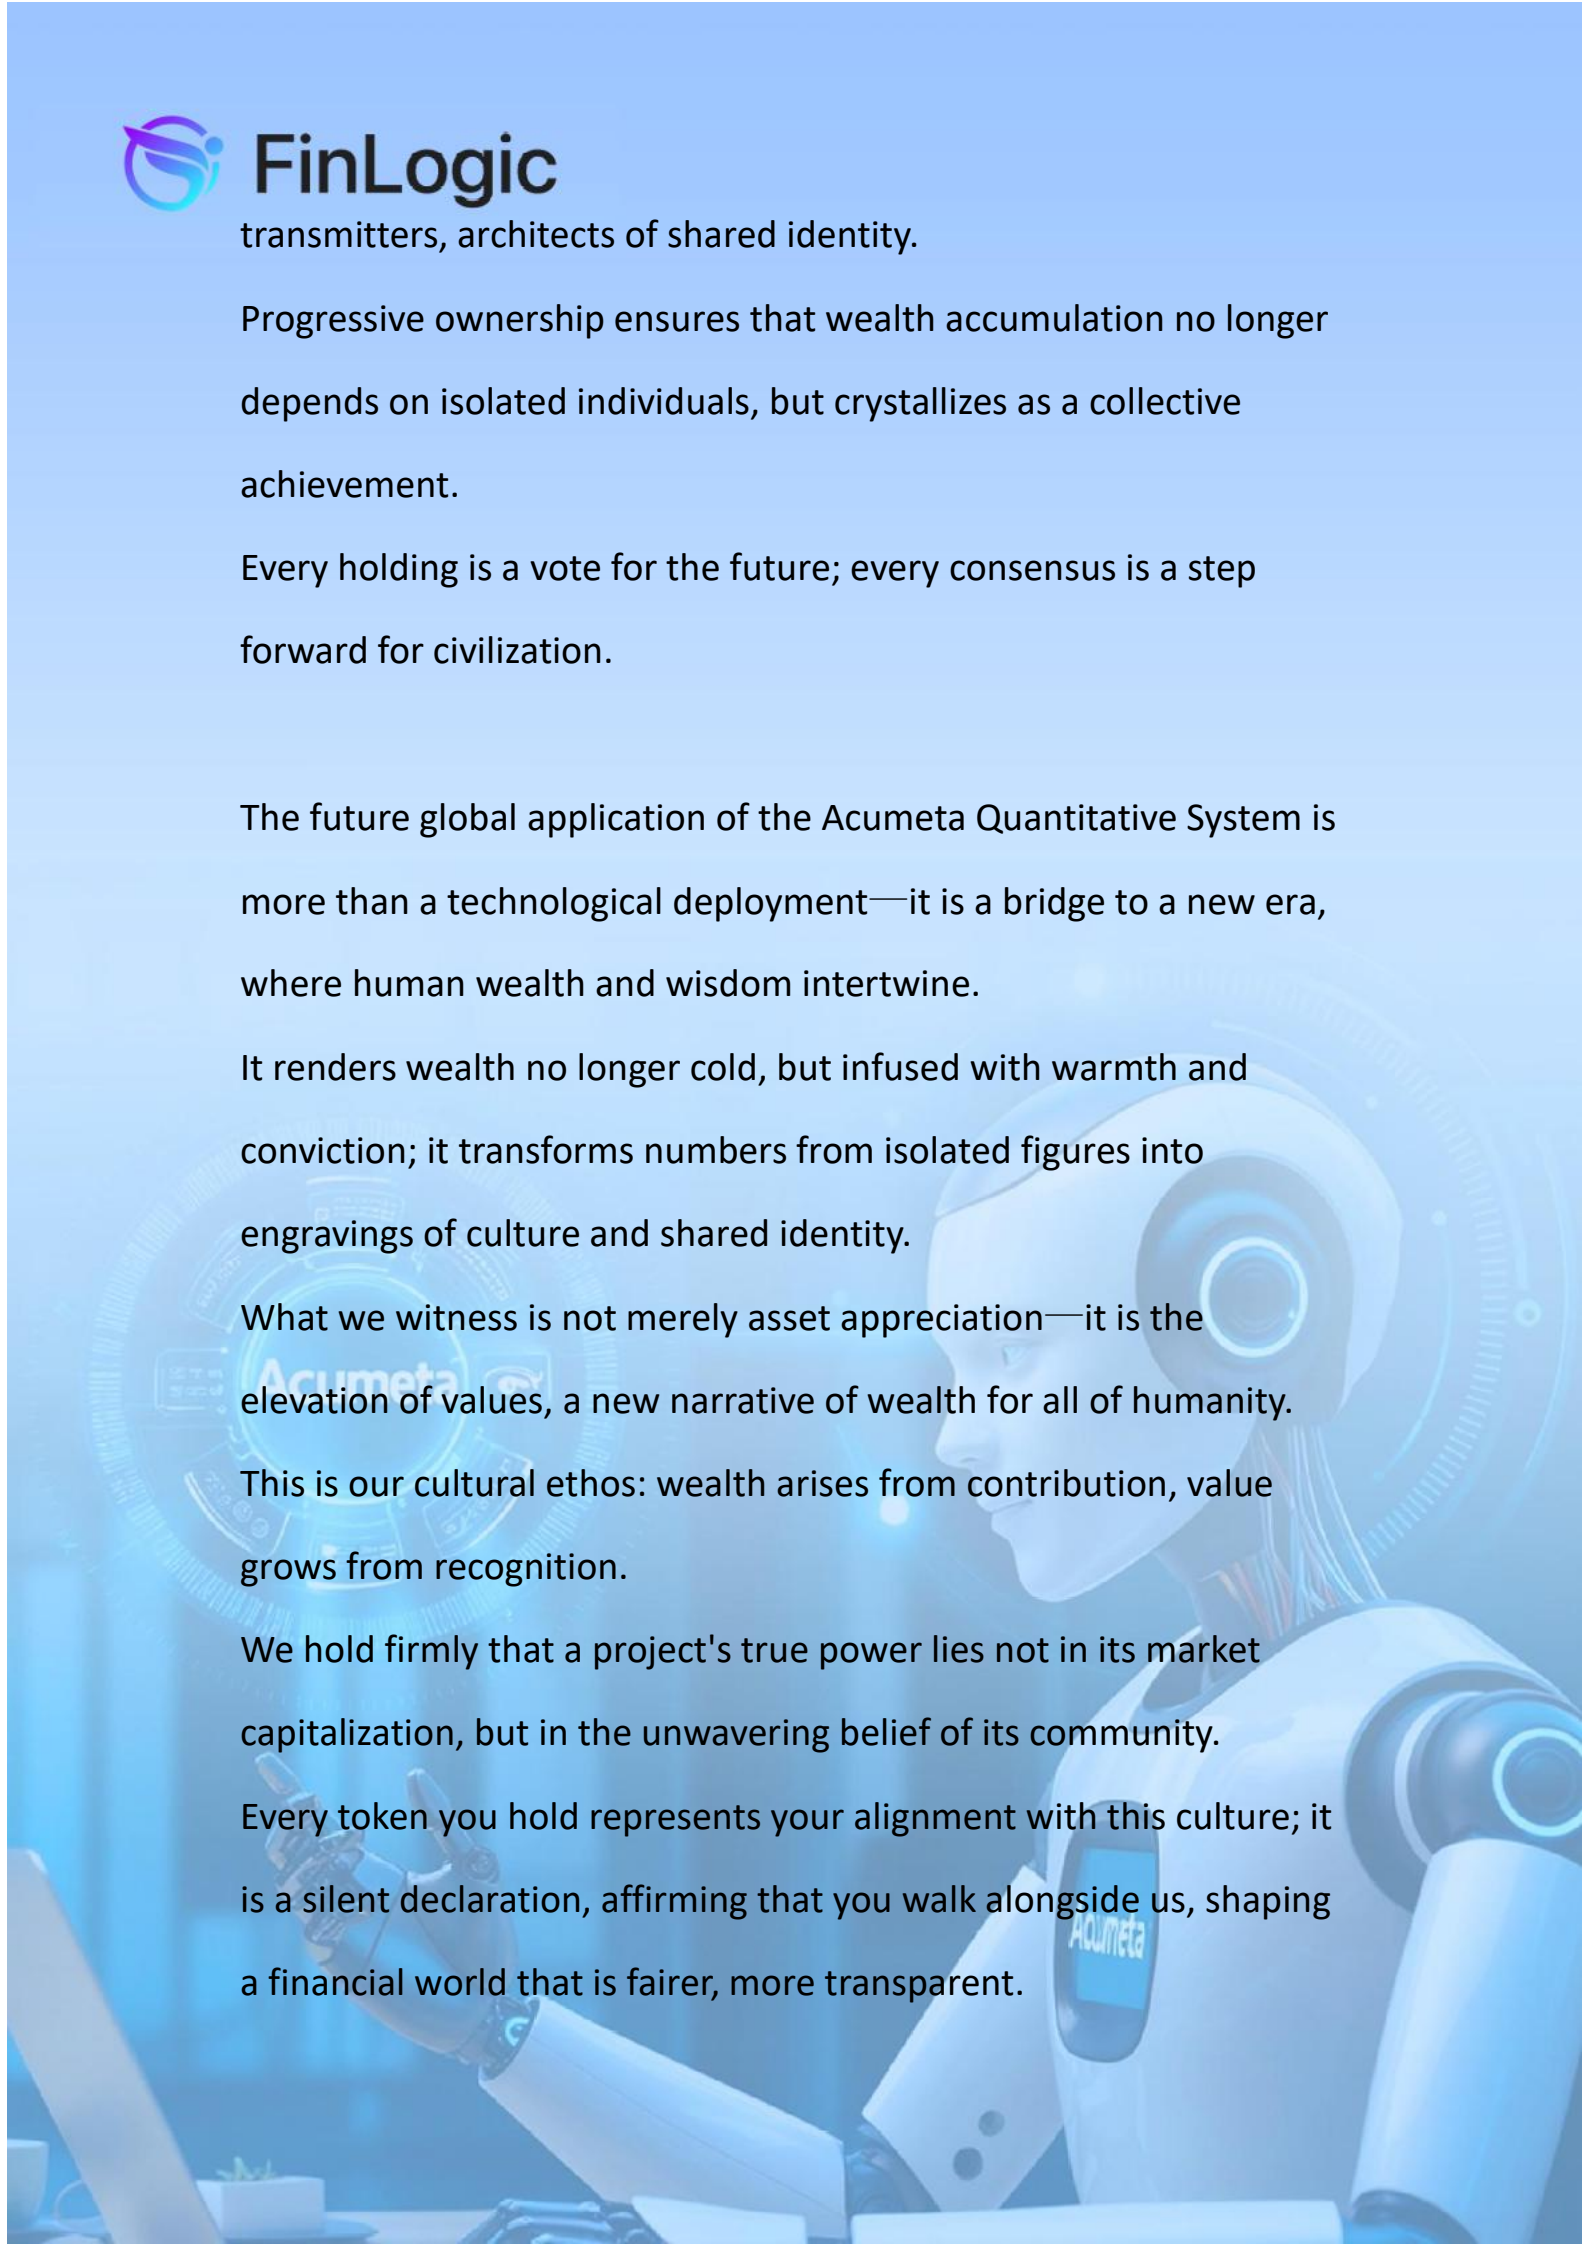 FinLogic
transmitters, architects of shared identity.
Progressive ownership ensures that wealth accumulation no longer
depends on isolated individuals, but crystallizes as a collective
achievement.
Every holding is a vote for the future; every consensus is a step
forward for civilization.
The future global application of the Acumeta Quantitative System is
more than a technological deployment—it is a bridge to a new era,
where human wealth and wisdom intertwine.
It renders wealth no longer cold, but infused with warmth and
conviction; it transforms numbers from isolated figures into
engravings of culture and shared identity.
What we witness is not merely asset appreciation—it is the
Acumeta
elevation of values, a new narrative of wealth for all of humanity.
This is our cultural ethos: wealth arises from contribution, value
grows from recognition.
We hold firmly that a project's true power lies not in its market
capitalization, but in the unwavering belief of its community.
Every token you hold represents your alignment with this culture; it
is a silent declaration, affirming that you walk alongside us, shaping
Acumeta
a financial world that is fairer, more transparent.